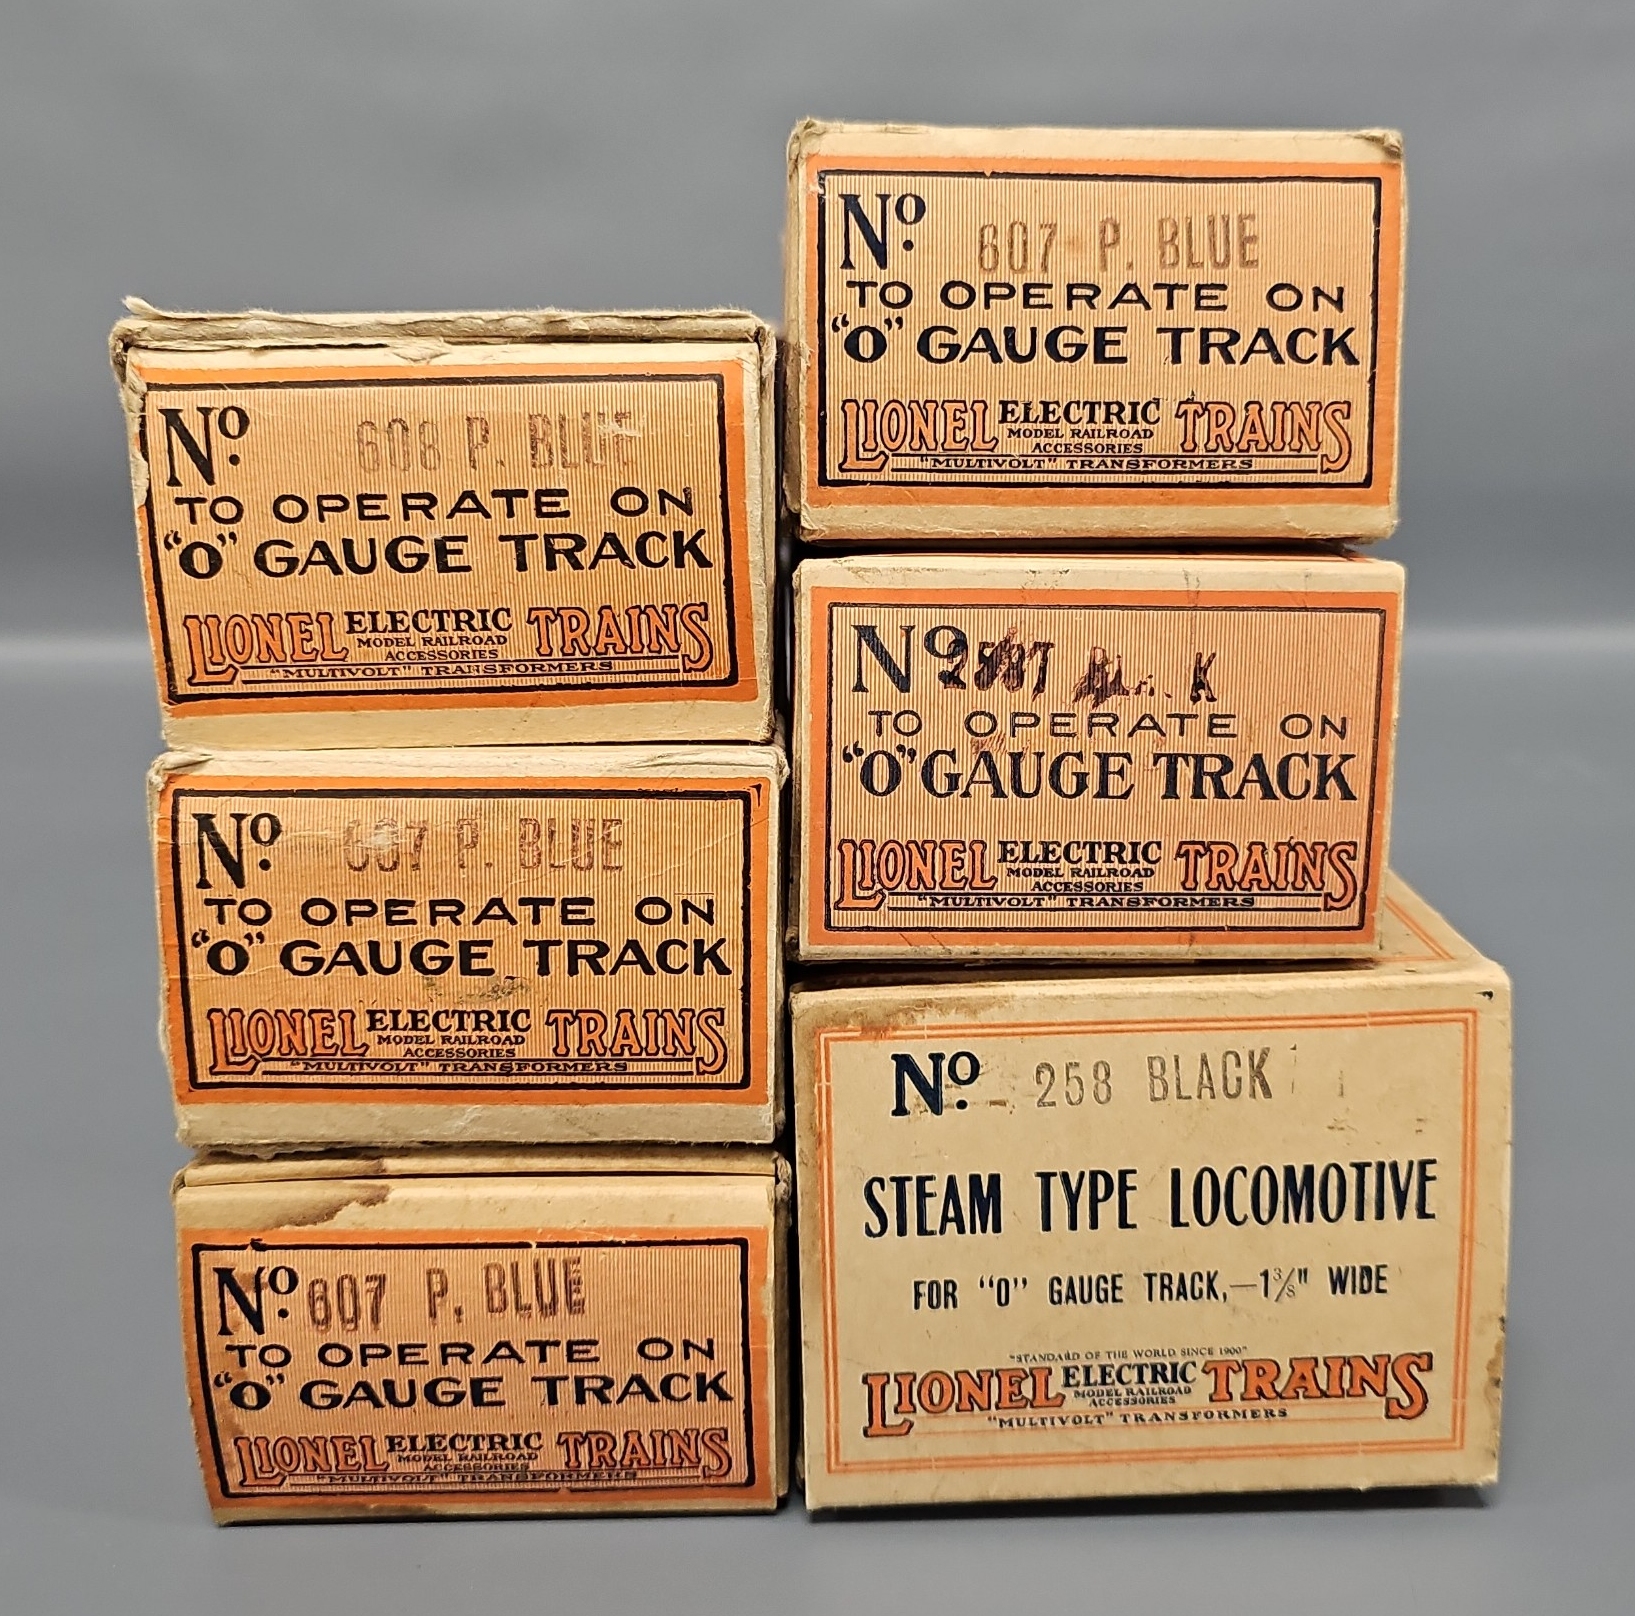 No. 608 P. BLUE
TO OPERATE ON
"O" GAUGE TRACK
LIONEL ELECTRIC TRAINS
MODEL RAILROAD
ACCESSORIES
"MULTIVOLT" TRANSFORMERS
No. 607 P. BLUE
TO OPERATE ON
"O" GAUGE TRACK
LIONEL ELECTRIC TRAINS
MODEL RAILROAD
ACCESSORIES
"MULTIVOLT" TRANSFORMERS
No. 607 P. BLUE
TO OPERATE ON
"O" GAUGE TRACK
LIONEL ELECTRIC TRAINS
MODEL RAILROAD
ACCESSORIES
"MULTIVOLT" TRANSFORMERS
No. 607 P. BLUE
TO OPERATE ON
"O" GAUGE TRACK
LIONEL ELECTRIC TRAINS
MODEL RAILROAD
ACCESSORIES
"MULTIVOLT" TRANSFORMERS
No
TO OPERATE ON
"O" GAUGE TRACK
LIONEL ELECTRIC TRAINS
MODEL RAILROAD
ACCESSORIES
"MULTIVOLT" TRANSFORMERS
No. 258 BLACK
STEAM TYPE LOCOMOTIVE
FOR "O" GAUGE TRACK,—1 3/8" WIDE
"STANDARD OF THE WORLD SINCE 1900"
LIONEL ELECTRIC TRAINS
MODEL RAILROAD
ACCESSORIES
"MULTIVOLT" TRANSFORMERS